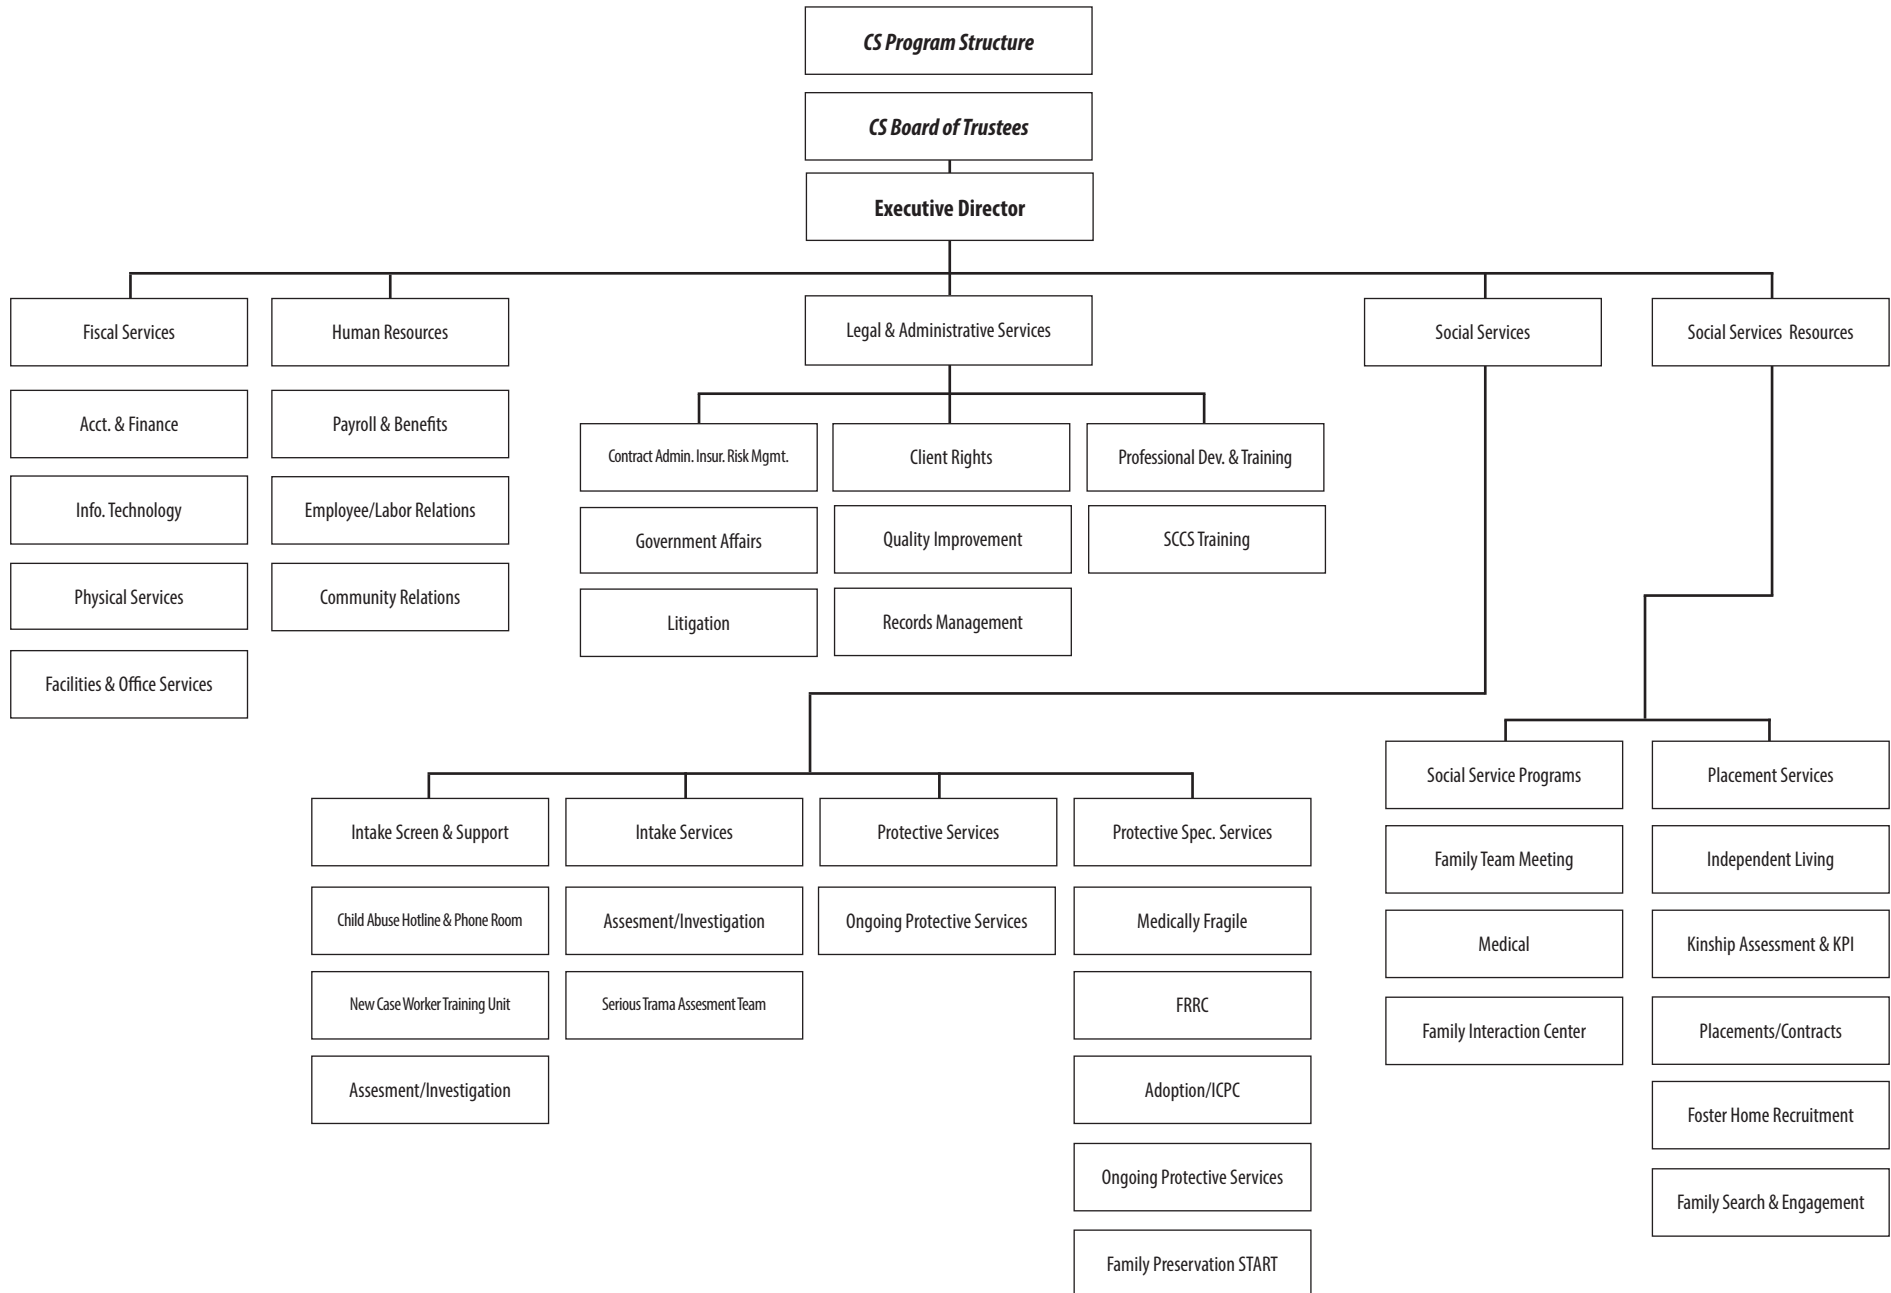 CS Program Structure
CS Board of Trustees
Executive Director
Fiscal Services
Acct. & Finance
Info. Technology
Physical Services
Facilities & Office Services
Human Resources
Payroll & Benefits
Employee/Labor Relations
Community Relations
Legal & Administrative Services
Contract Admin. Insur. Risk Mgmt.
Government Affairs
Litigation
Client Rights
Quality Improvement
Records Management
Professional Dev. & Training
SCCS Training
Social Services
Intake Screen & Support
Child Abuse Hotline & Phone Room
New Case Worker Training Unit
Assesment/Investigation
Intake Services
Assesment/Investigation
Serious Trama Assesment Team
Protective Services
Ongoing Protective Services
Protective Spec. Services
Medically Fragile
FRRC
Adoption/ICPC
Ongoing Protective Services
Family Preservation START
Social Services Resources
Social Service Programs
Family Team Meeting
Medical
Family Interaction Center
Placement Services
Independent Living
Kinship Assessment & KPI
Placements/Contracts
Foster Home Recruitment
Family Search & Engagement